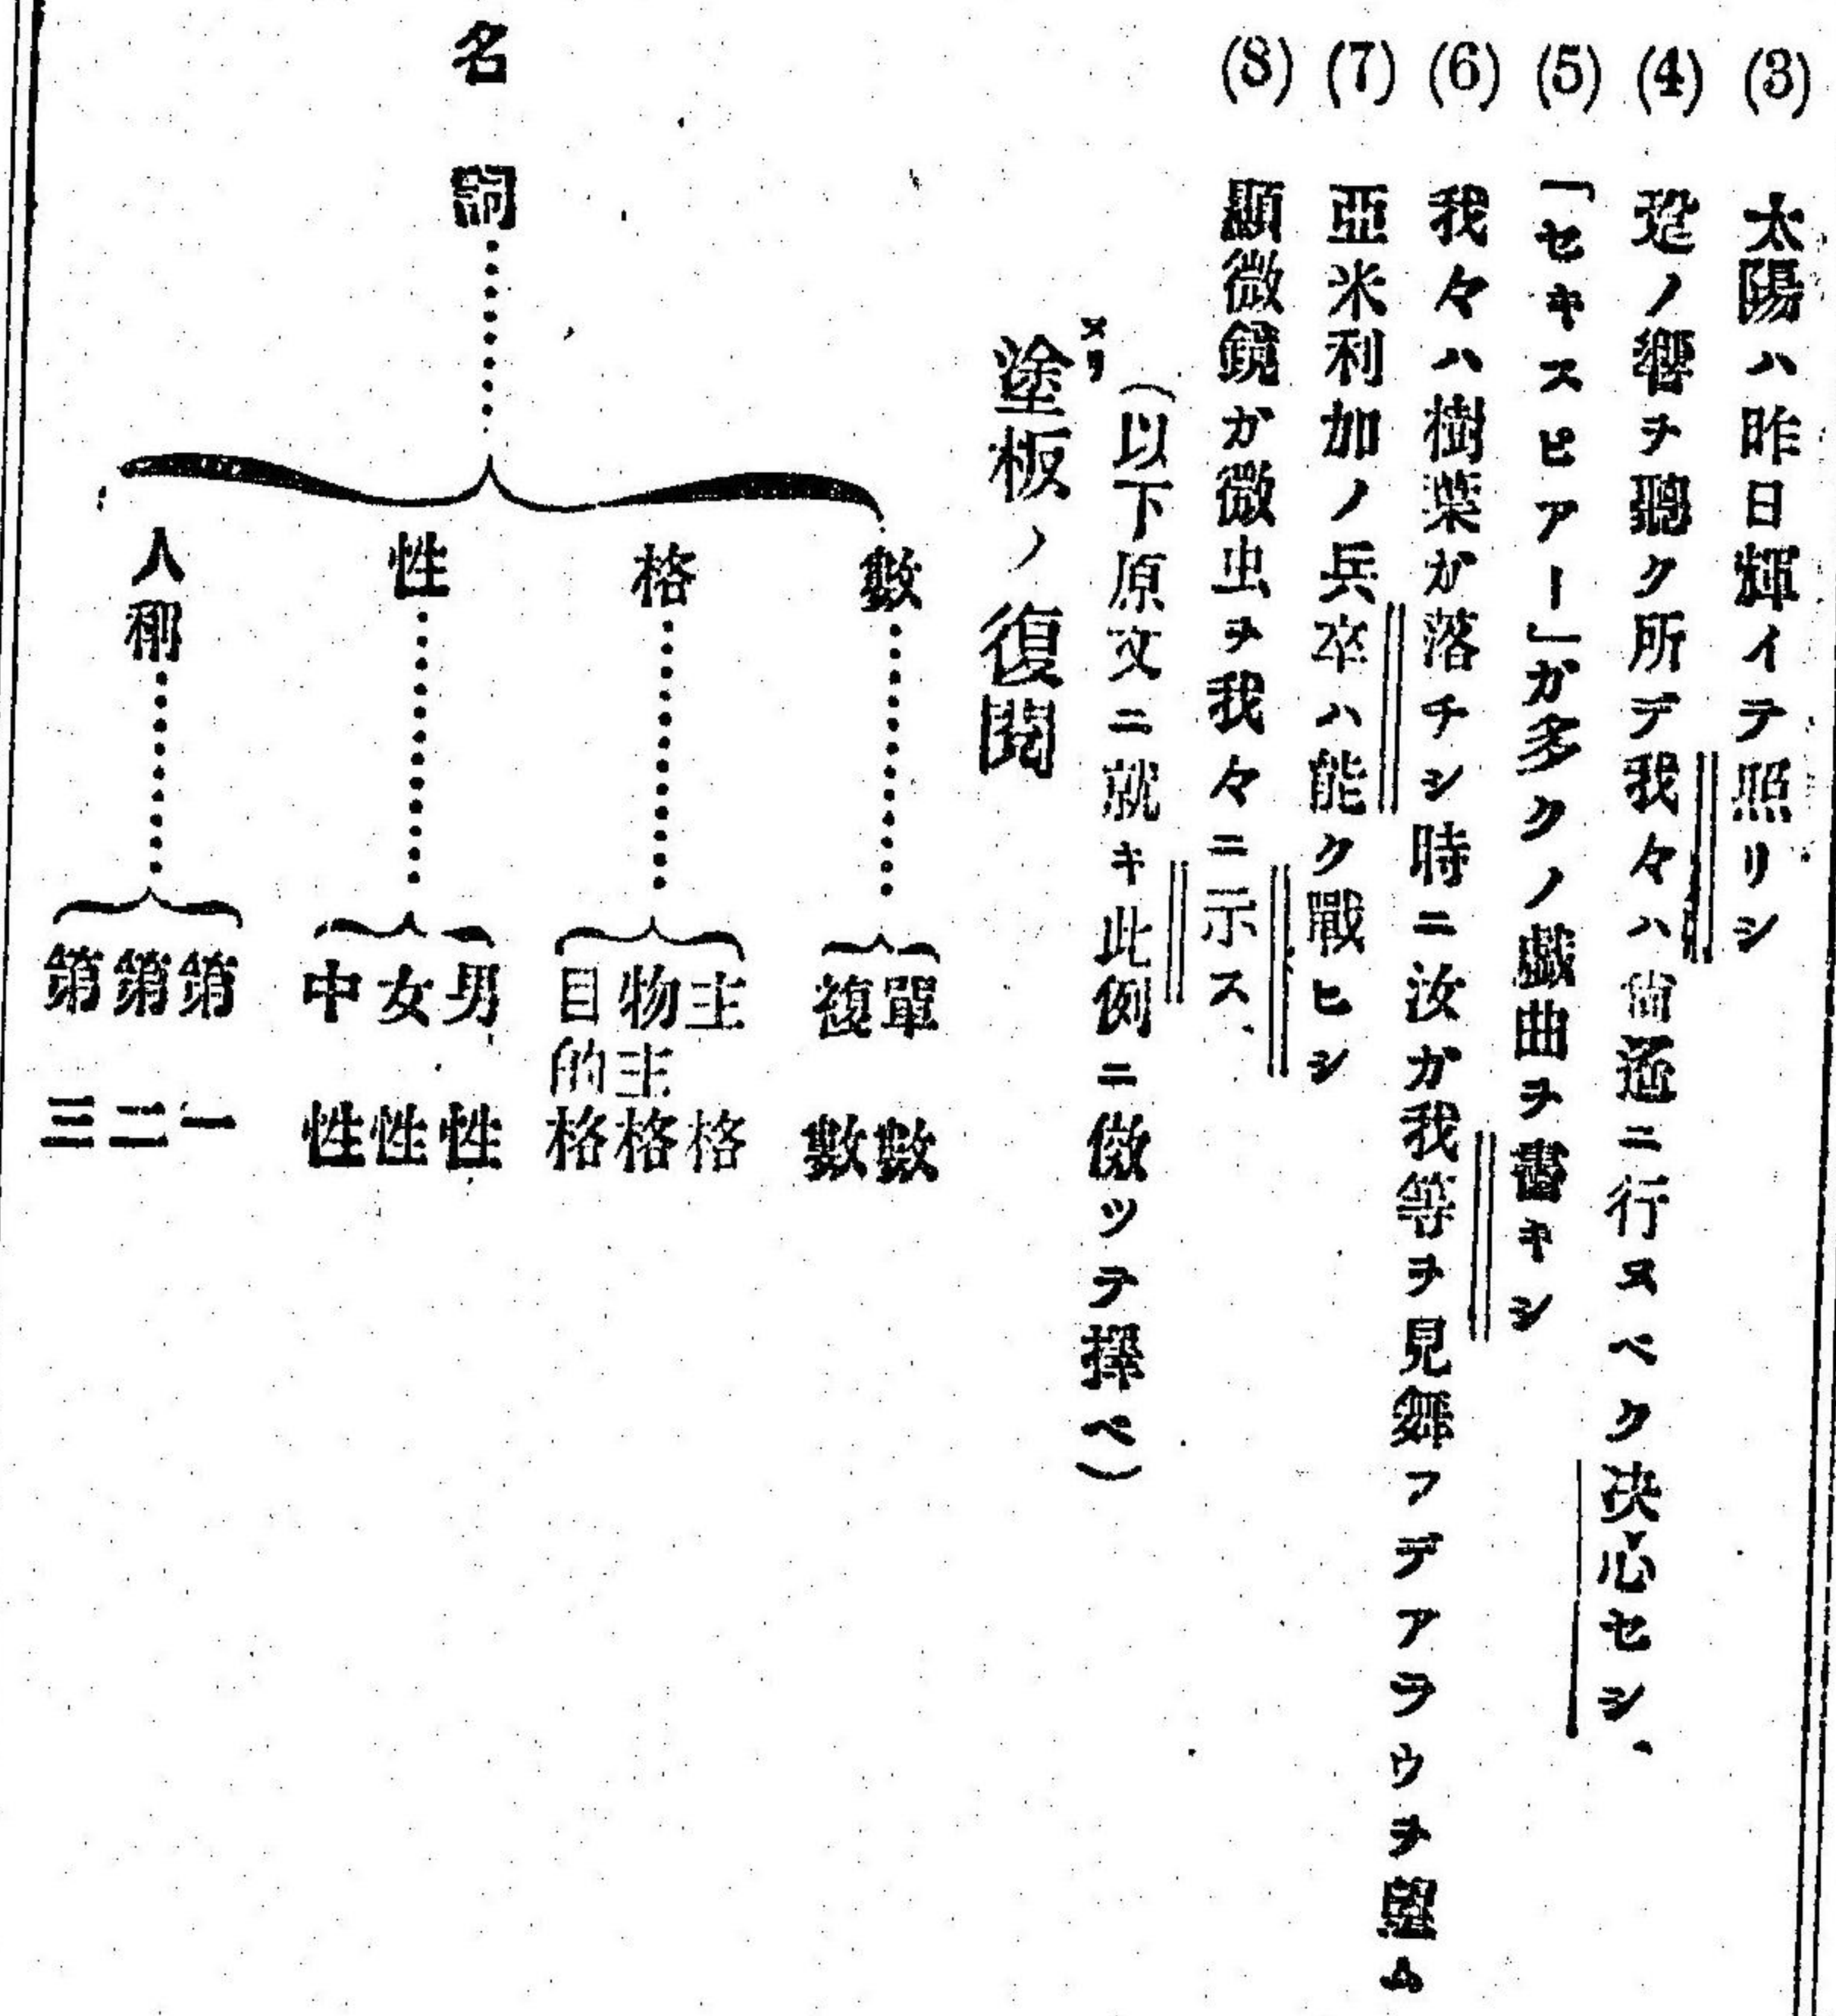 (3) 太陽ハ昨日輝イテ照リシ
(4) 跫ノ響ヲ聽ク所デ我々ハ尙通ニ行ヌベク决心セシ、
(5) 「セキスピアー」ガ多クノ戯曲ヲ書キシ
(6) 我々ハ樹葉ガ落チシ時ニ汝ガ我等ヲ見舞フデアラウヲ望ム
(7) 亞米利加ノ兵卒ハ能ク戰ヒシ
(8) 顯微鏡ガ微虫ヲ我々ニ示ス、
(以下原文ニ就キ此例ニ倣ツテ擇ベ)
塗板ノ復閱
ヌリ
名詞
數
單數
複數
格
主格
物主格
目的格
性
男性
女性
中性
人稱
第一
第二
第三